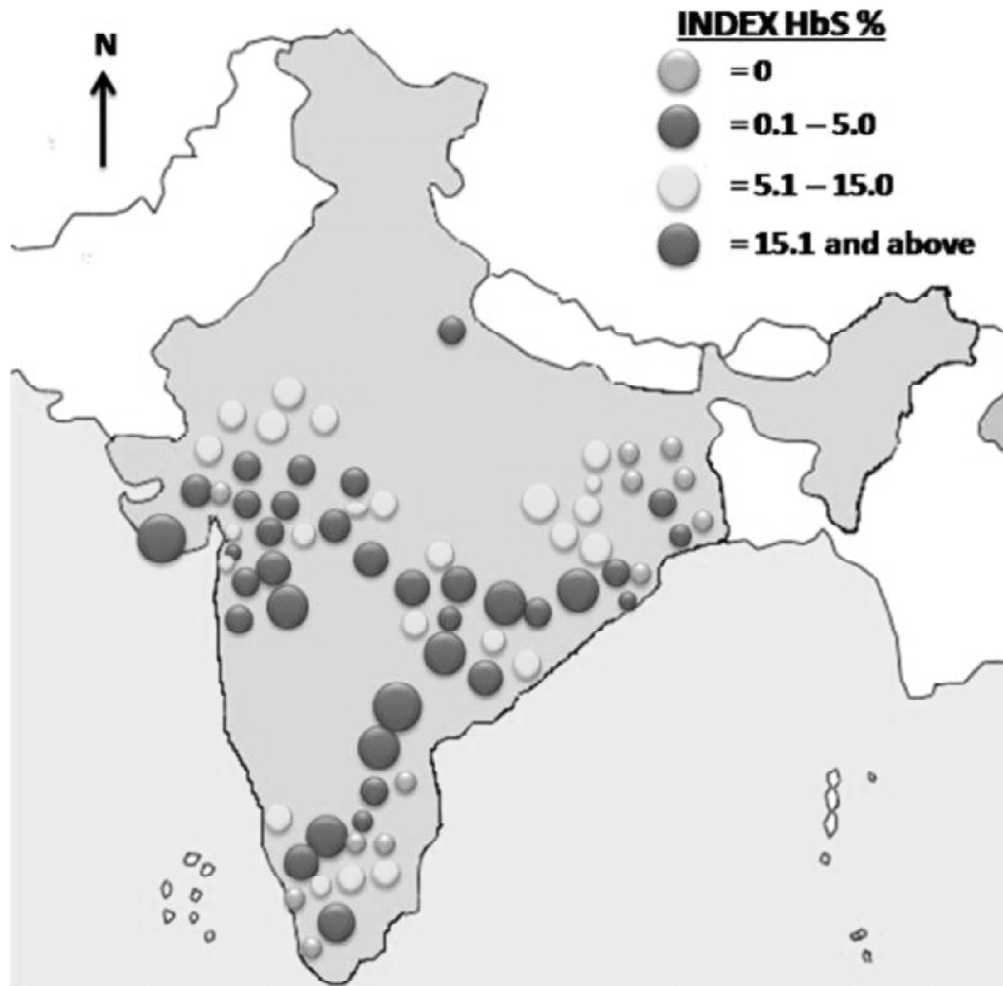 INDEX HbS %
N
= 0
= 0.1 – 5.0
= 5.1 – 15.0
= 15.1 and above